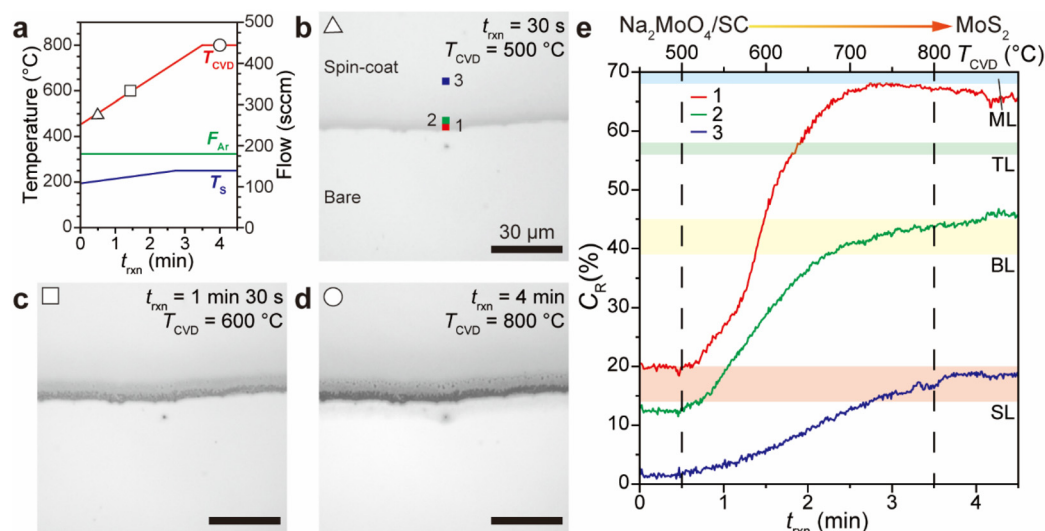 a
Temperature (°C)
1000
800
600
400
200
0
T_CVD
F_Ar
T_S
500
400
300
200
100
0
Flow (sccm)
0 1 2 3 4
t_rxn (min)
b
t_rxn = 30 s
T_CVD = 500 °C
Spin-coat
3
2 1
Bare
30 μm
c
t_rxn = 1 min 30 s
T_CVD = 600 °C
d
t_rxn = 4 min
T_CVD = 800 °C
e
Na₂MoO₄/SC MoS₂
500 600 700 800 T_CVD (°C)
C_R(%)
70
60
50
40
30
20
10
0
1
2
3
ML
TL
BL
SL
0 1 2 3 4
t_rxn (min)